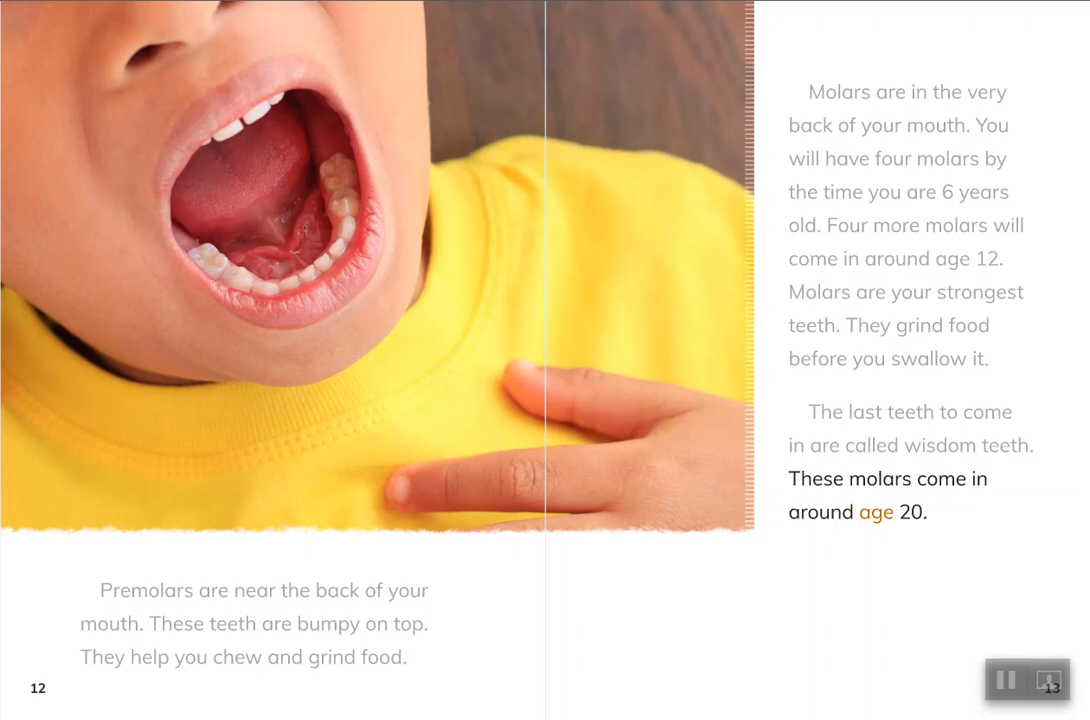 Premolars are near the back of your
mouth. These teeth are bumpy on top.
They help you chew and grind food.
12
Molars are in the very
back of your mouth. You
will have four molars by
the time you are 6 years
old. Four more molars will
come in around age 12.
Molars are your strongest
teeth. They grind food
before you swallow it.
The last teeth to come
in are called wisdom teeth.
These molars come in
around age 20.
13